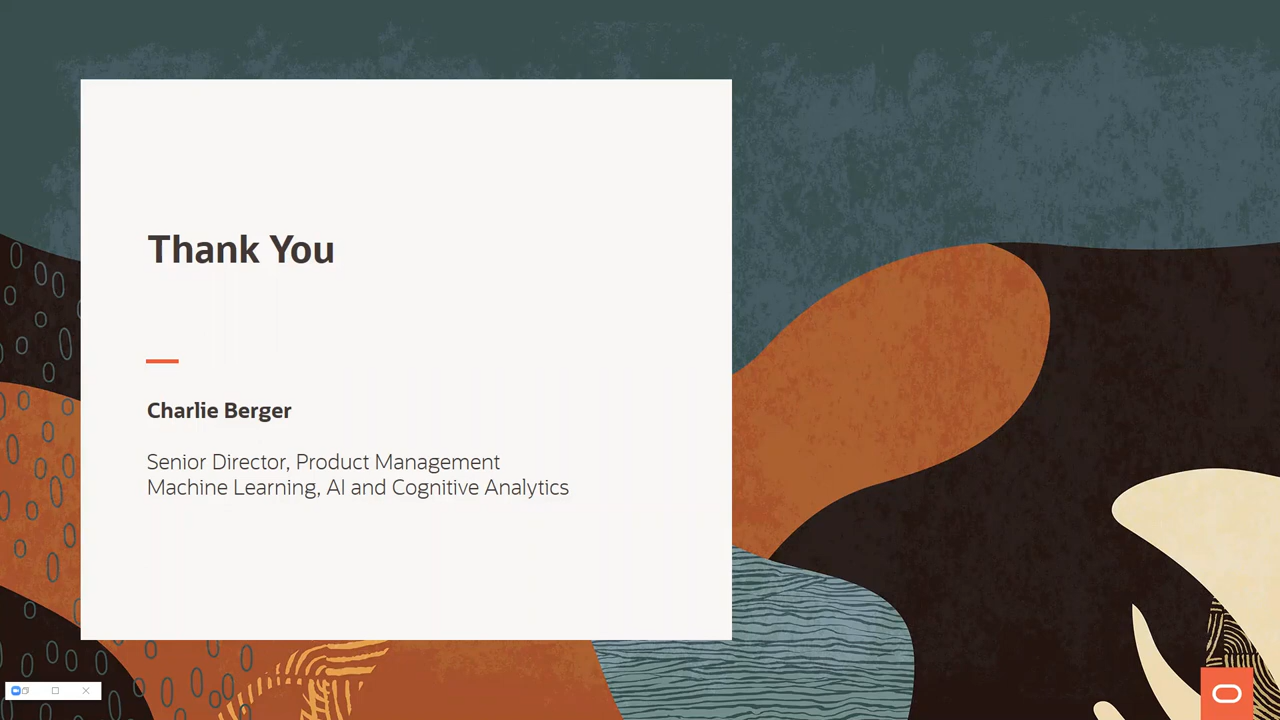 Thank You
Charlie Berger
Senior Director, Product Management
Machine Learning, AI and Cognitive Analytics